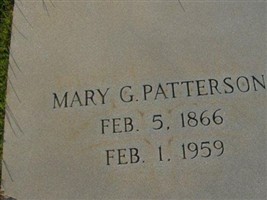 MARY G. PATTERSON
FEB. 5, 1866
FEB. 1, 1959